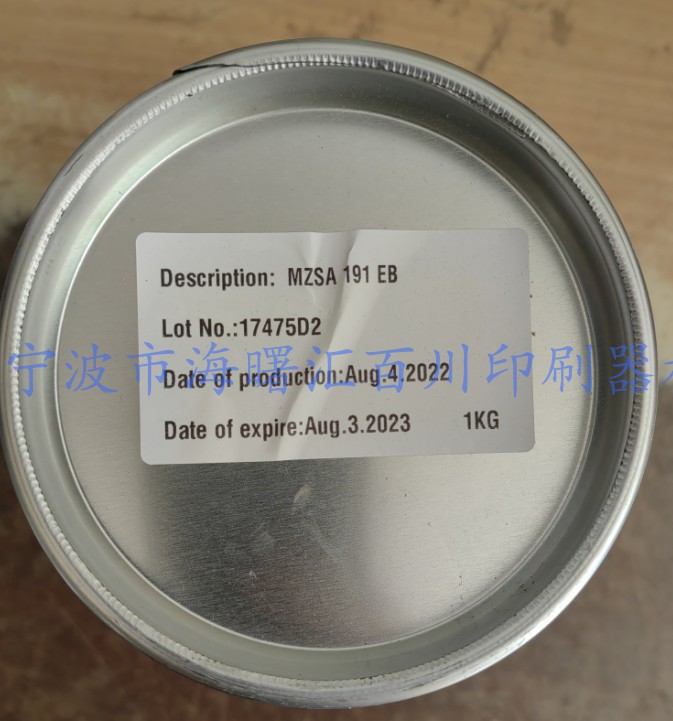 Description: MZSA 191 EB
Lot No.:17475D2
宁波市海曙汇百川印刷器材
Date of production:Aug.4.2022
Date of expire:Aug.3.2023 1KG